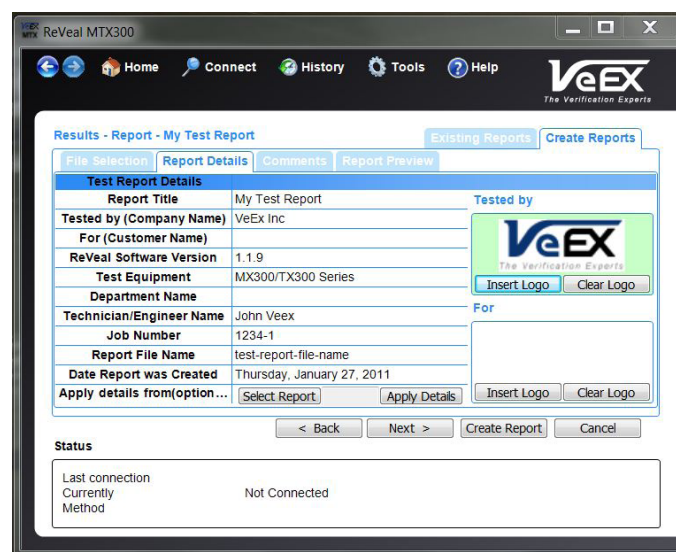 VEEX MTX ReVeal MTX300
Home Connect History Tools Help
VeEX
The Verification Experts
Results - Report - My Test Report
Existing Reports Create Reports
File Selection Report Details Comments Report Preview
Test Report Details
Report Title My Test Report
Tested by (Company Name) VeEx Inc
For (Customer Name)
ReVeal Software Version 1.1.9
Test Equipment MX300/TX300 Series
Department Name
Technician/Engineer Name John Veex
Job Number 1234-1
Report File Name test-report-file-name
Date Report was Created Thursday, January 27, 2011
Apply details from(option... Select Report Apply Details
Tested by
VeEX
The Verification Experts
Insert Logo Clear Logo
For
Insert Logo Clear Logo
< Back Next > Create Report Cancel
Status
Last connection
Currently Not Connected
Method